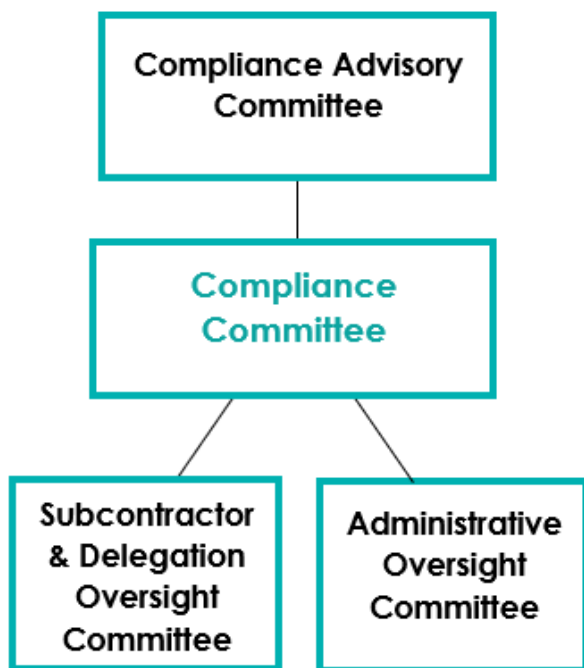 Compliance Advisory
Committee
Compliance
Committee
Subcontractor
& Delegation
Oversight
Committee
Administrative
Oversight
Committee